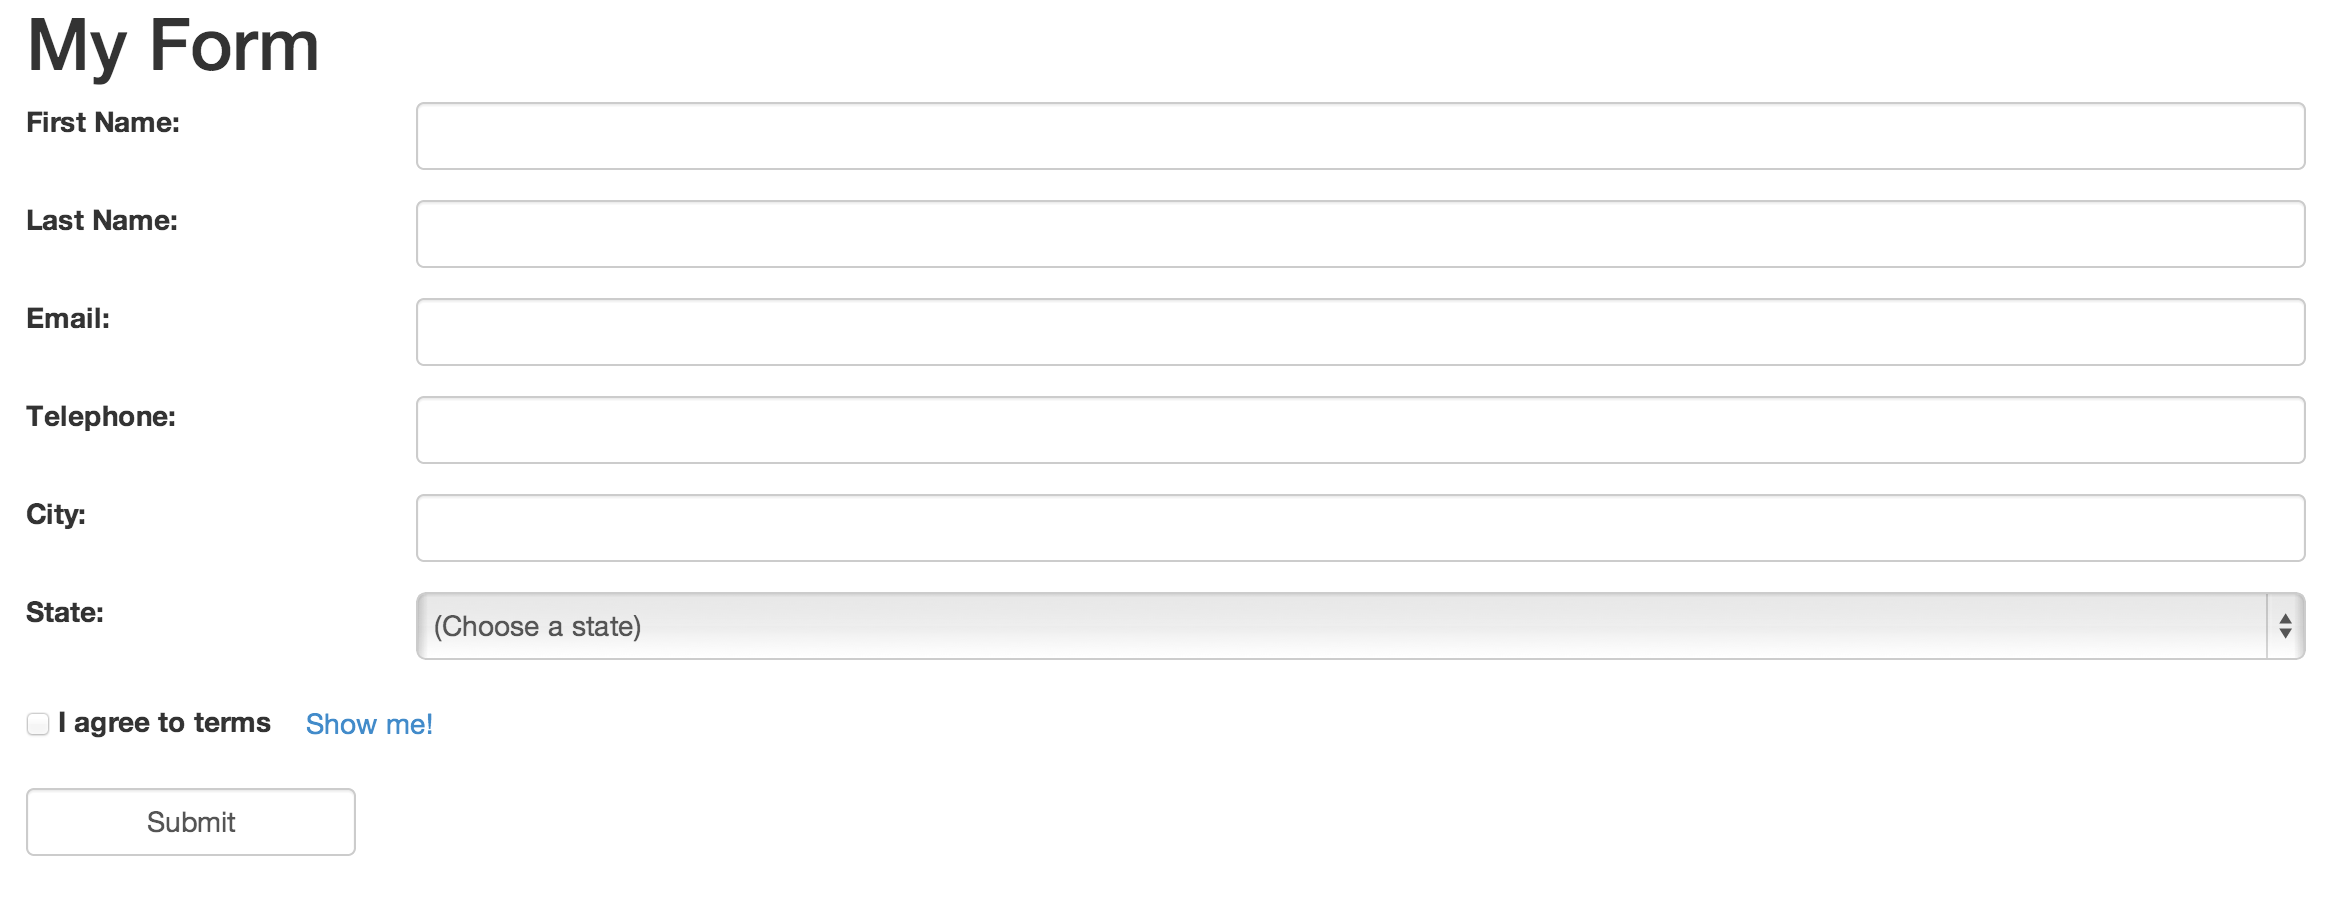 My Form
First Name:
Last Name:
Email:
Telephone:
City:
State: (Choose a state)
I agree to terms Show me!
Submit